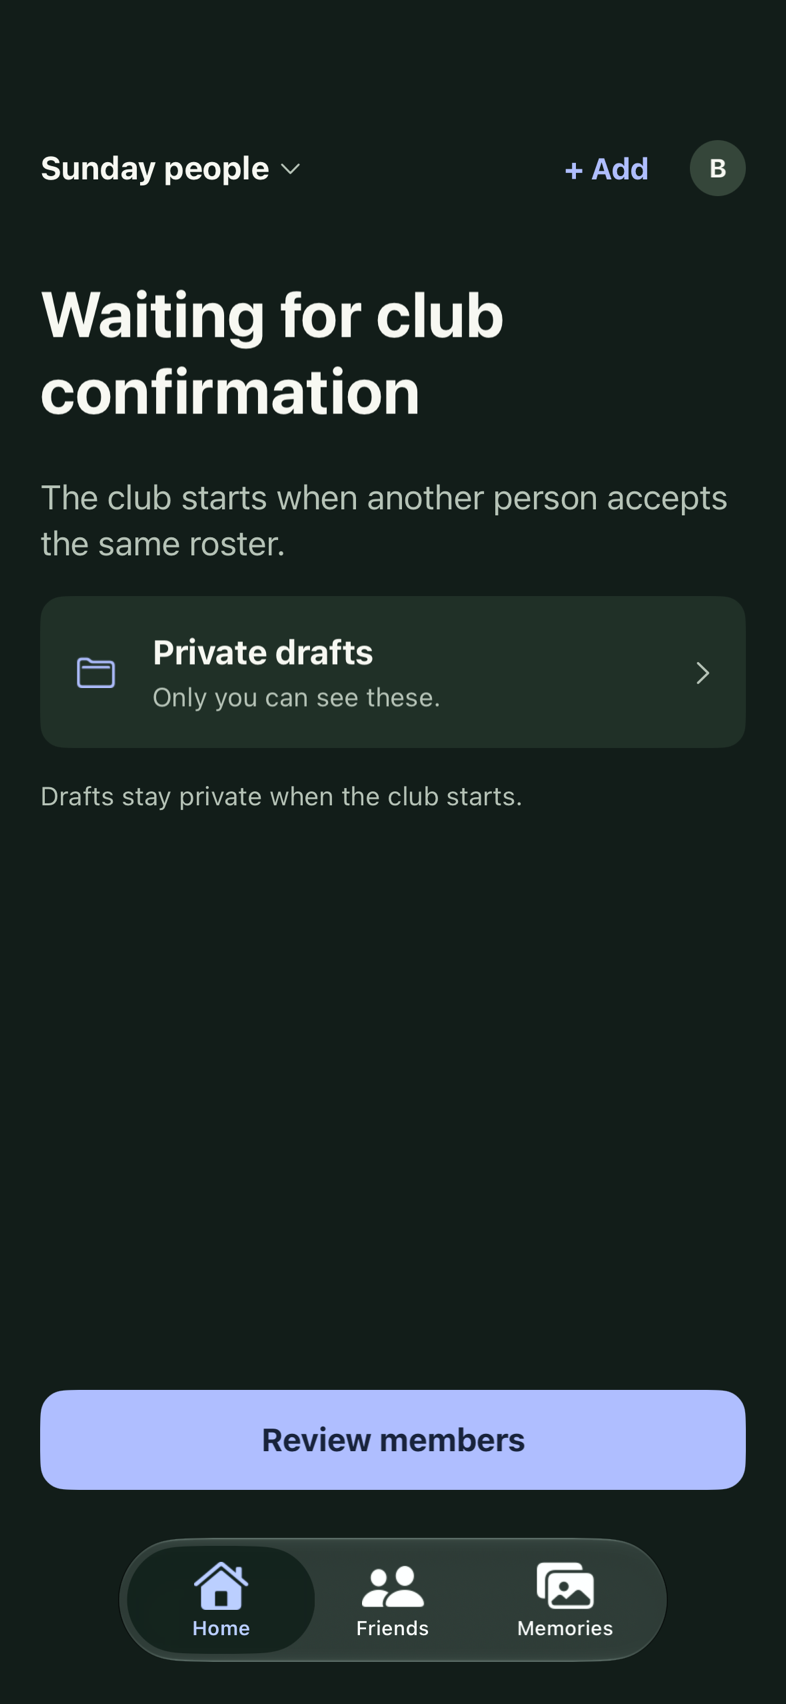 Sunday people
+ Add
B
Waiting for club
confirmation
The club starts when another person accepts
the same roster.
Private drafts
Only you can see these.
Drafts stay private when the club starts.
Review members
Home
Friends
Memories